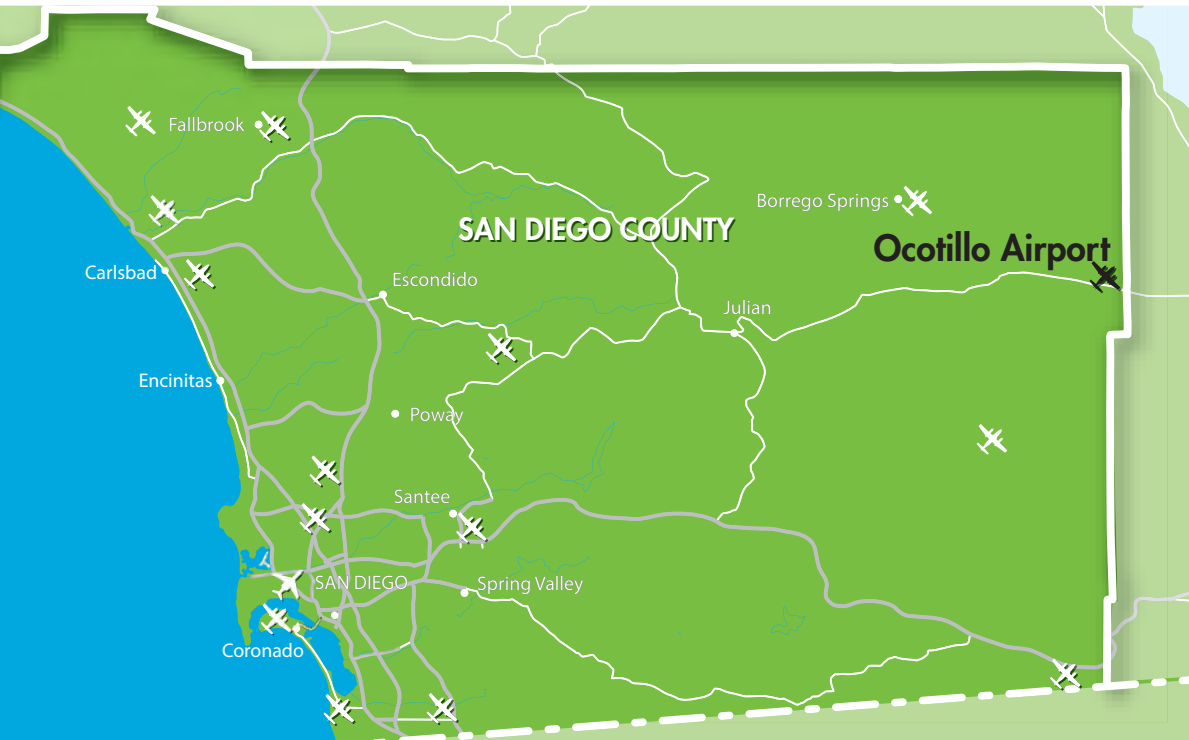 Fallbrook
Borrego Springs
SAN DIEGO COUNTY
Ocotillo Airport
Carlsbad
Escondido
Julian
Encinitas
Poway
Santee
SAN DIEGO
Spring Valley
Coronado